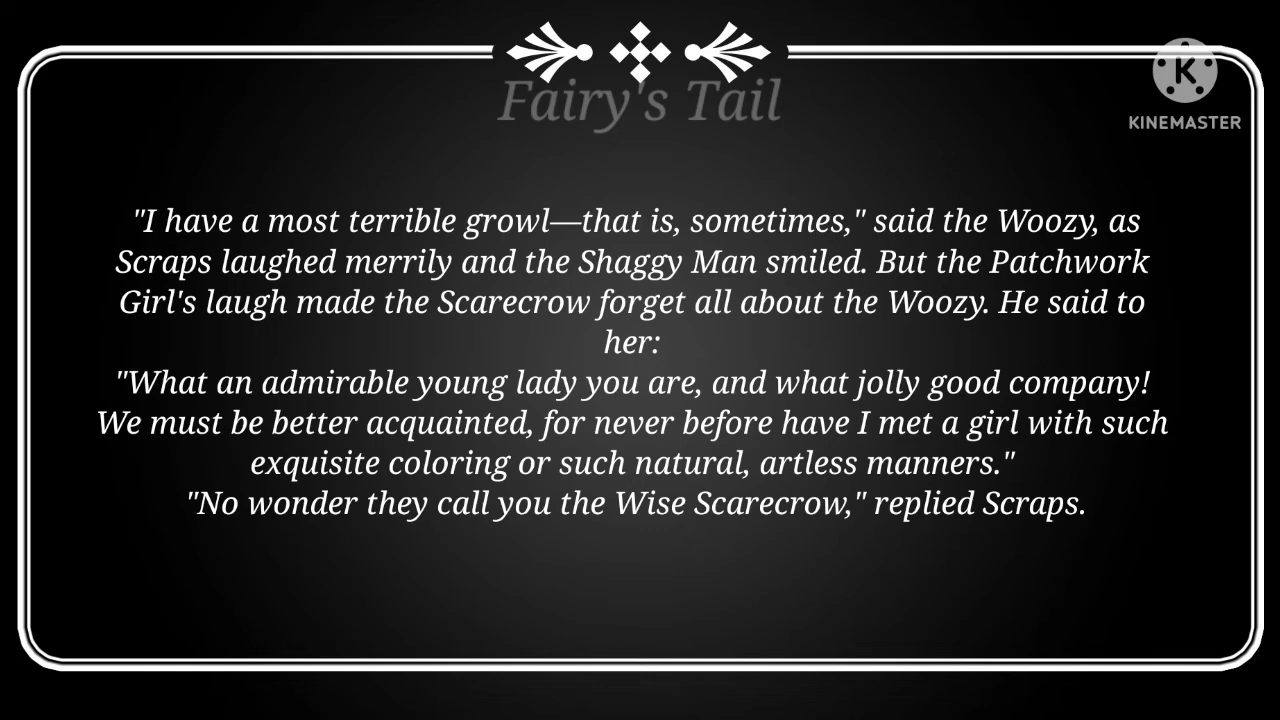 Fairy's Tail
K
KINEMASTER
"I have a most terrible growl—that is, sometimes," said the Woozy, as
Scraps laughed merrily and the Shaggy Man smiled. But the Patchwork
Girl's laugh made the Scarecrow forget all about the Woozy. He said to
her:
"What an admirable young lady you are, and what jolly good company!
We must be better acquainted, for never before have I met a girl with such
exquisite coloring or such natural, artless manners."
"No wonder they call you the Wise Scarecrow," replied Scraps.